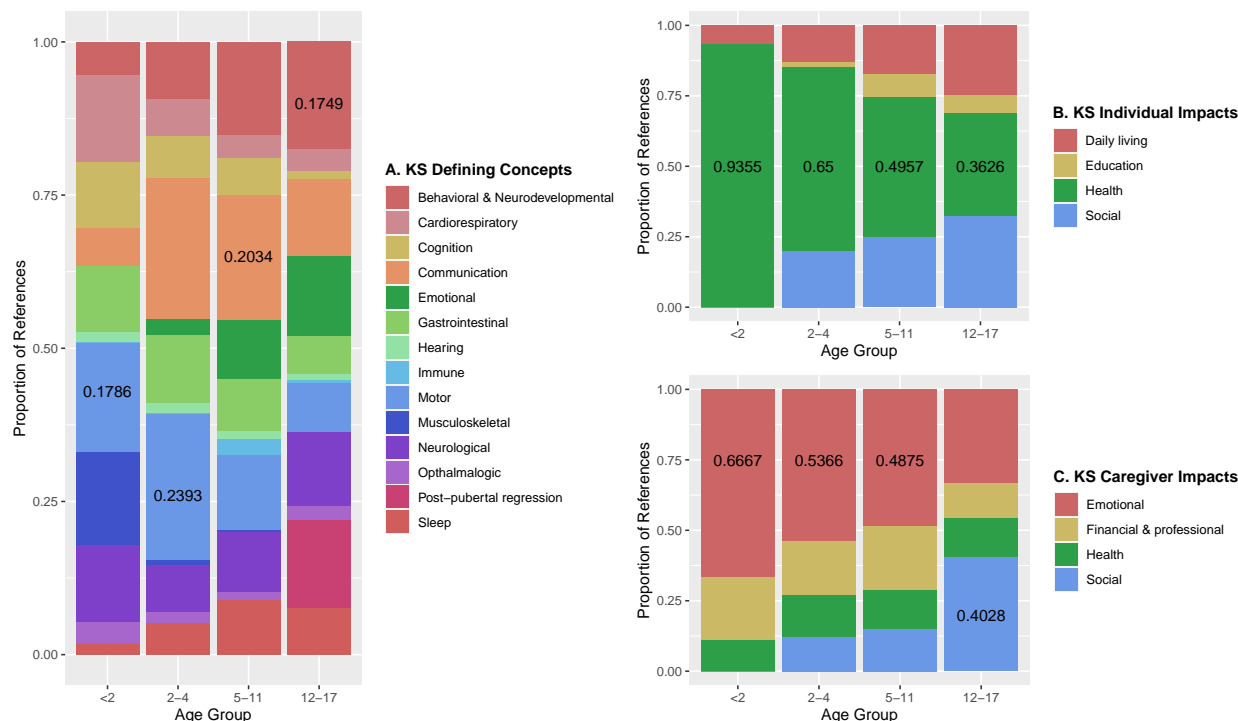 Proportion of References
1.00
0.75
0.50
0.25
0.00
0.1786
0.2393
0.2034
0.1749
<2
2–4
5–11
12–17
Age Group
A. KS Defining Concepts
Behavioral & Neurodevelopmental
Cardiorespiratory
Cognition
Communication
Emotional
Gastrointestinal
Hearing
Immune
Motor
Musculoskeletal
Neurological
Opthalmologic
Post–pubertal regression
Sleep
Proportion of References
1.00
0.75
0.50
0.25
0.00
0.9355
0.65
0.4957
0.3626
<2
2–4
5–11
12–17
Age Group
B. KS Individual Impacts
Daily living
Education
Health
Social
Proportion of References
1.00
0.75
0.50
0.25
0.00
0.6667
0.5366
0.4875
0.4028
<2
2–4
5–11
12–17
Age Group
C. KS Caregiver Impacts
Emotional
Financial & professional
Health
Social